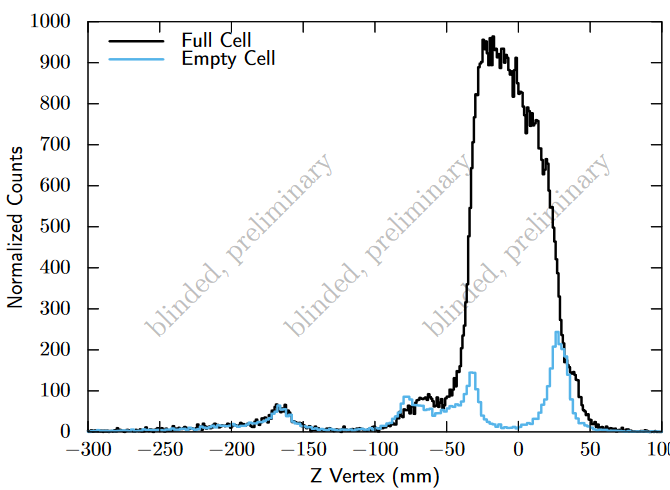 1000
900
800
700
600
500
400
300
200
100
0
Normalized Counts
Full Cell
Empty Cell
blinded, preliminary
blinded, preliminary
blinded, preliminary
−300 −250 −200 −150 −100 −50 0 50 100
Z Vertex (mm)